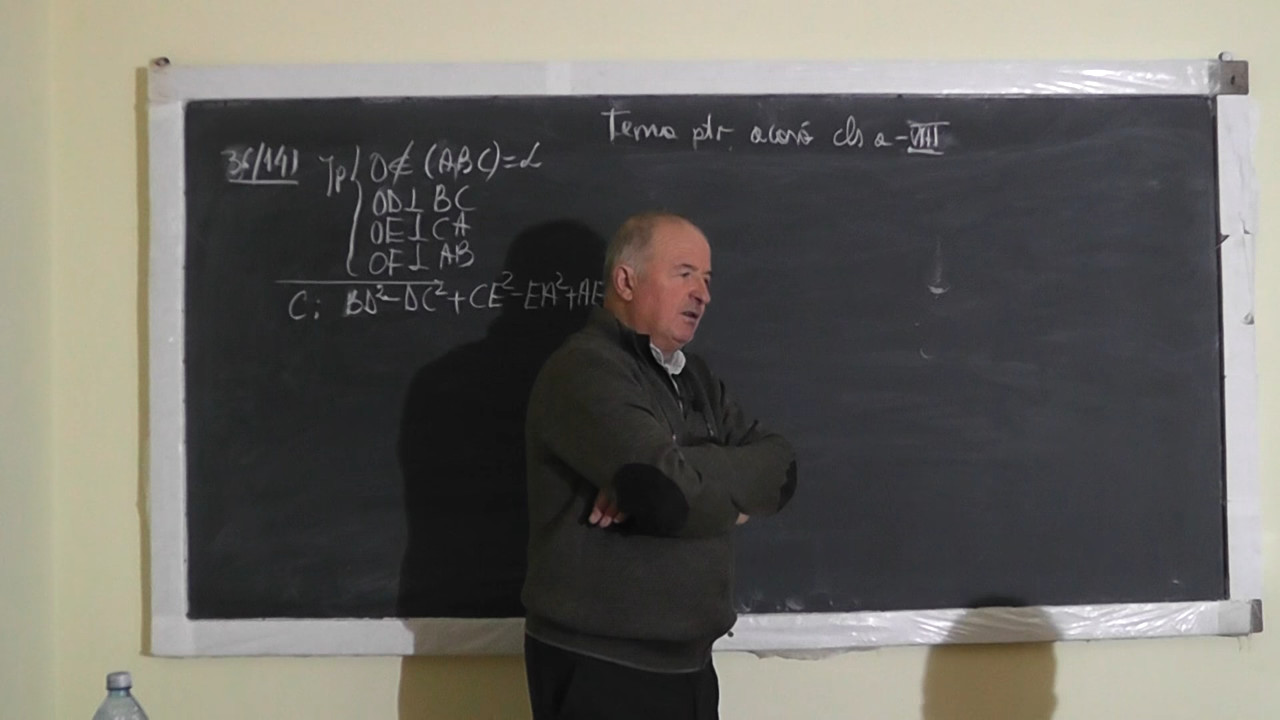 Tema ptr. acasă cls a-VIII
36/141 Ip O∉(ABC)=α
OD⊥BC
OE⊥CA
OF⊥AB
C: BD²-DC²+CE²-EA²+AF